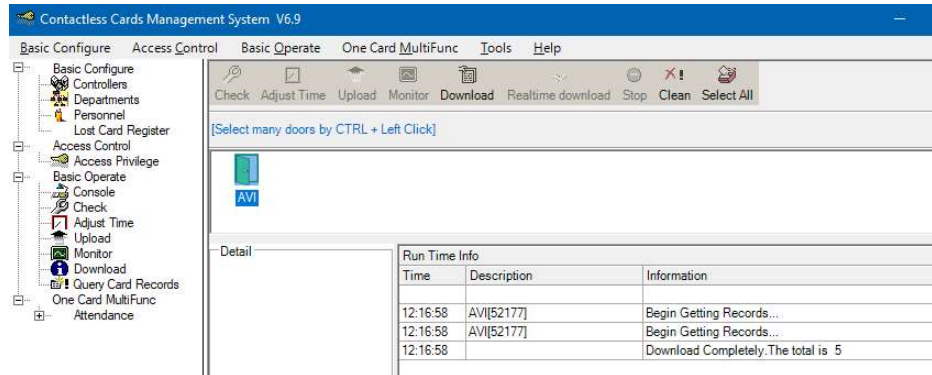 Contactless Cards Management System V6.9
Basic Configure Access Control Basic Operate One Card MultiFunc Tools Help
Basic Configure
Controllers
Departments
Personnel
Lost Card Register
Access Control
Access Privilege
Basic Operate
Console
Check
Adjust Time
Upload
Monitor
Download
Query Card Records
One Card MultiFunc
Attendance
Check Adjust Time Upload Monitor Download Realtime download Stop Clean Select All
[Select many doors by CTRL + Left Click]
AVI
Detail
Run Time Info
Time Description Information
12:16:58 AVI[52177] Begin Getting Records...
12:16:58 AVI[52177] Begin Getting Records...
12:16:58 Download Completely.The total is 5